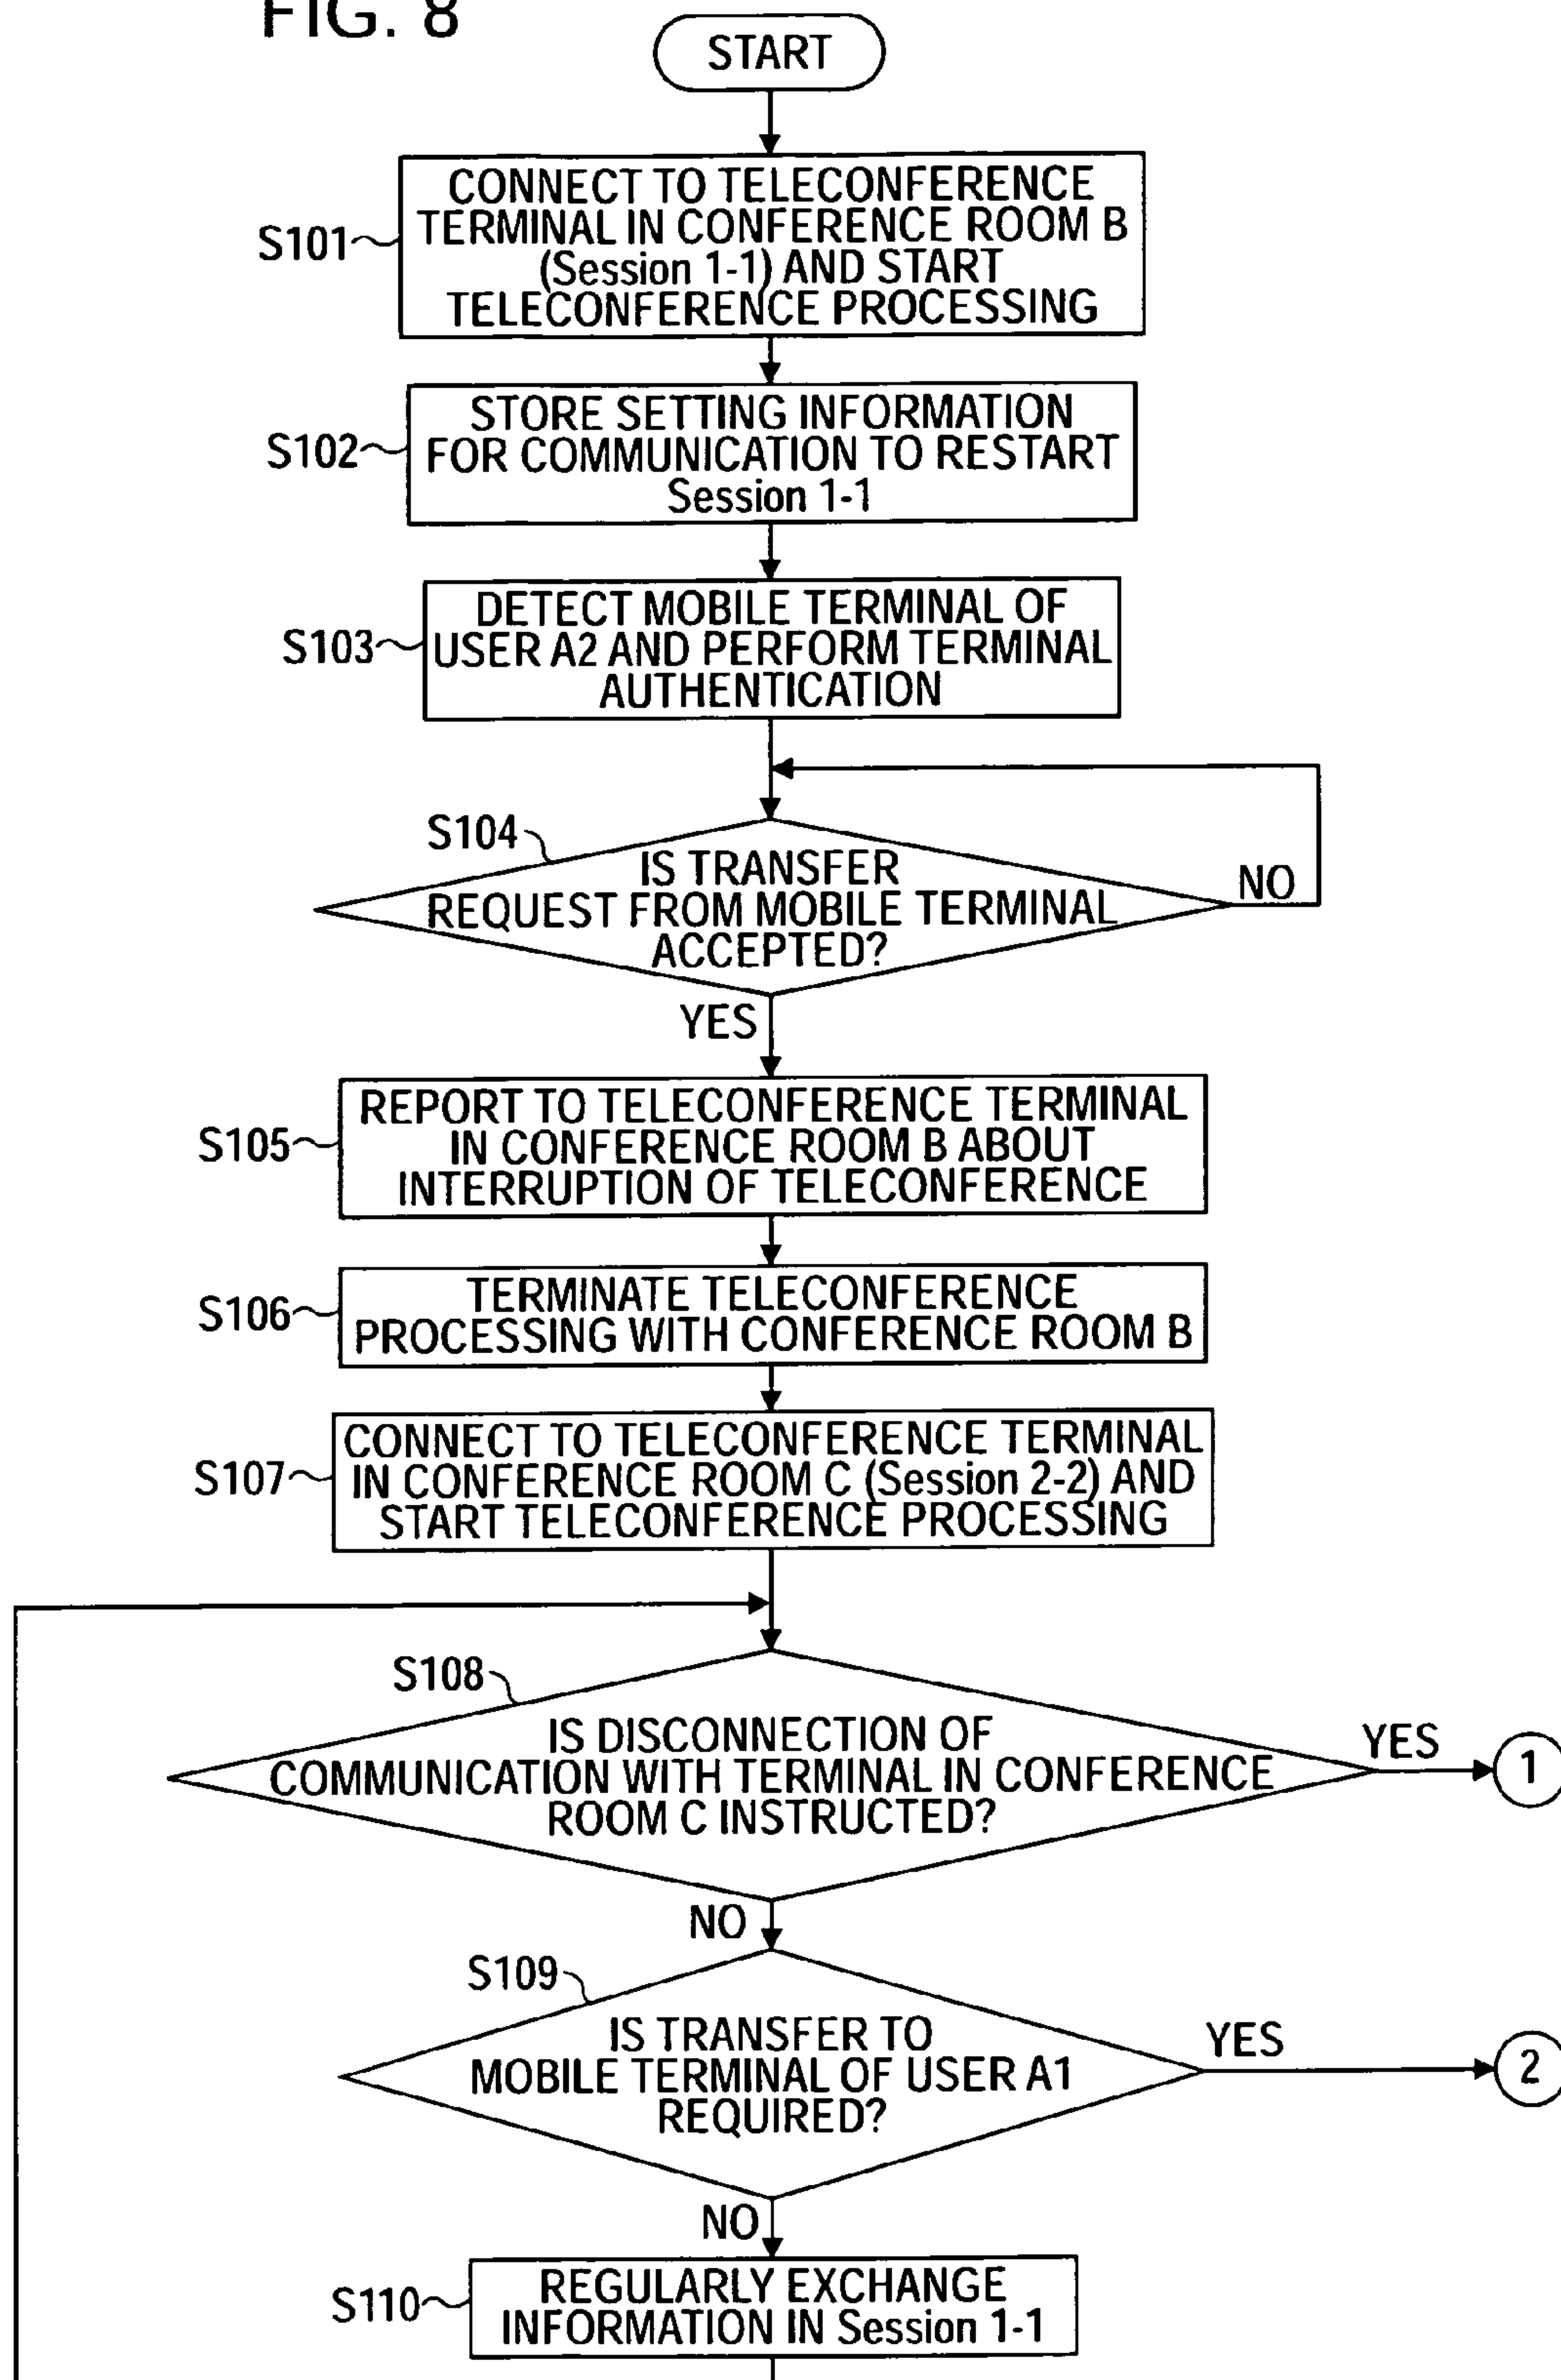 FIG. 8
START
S101
CONNECT TO TELECONFERENCE
TERMINAL IN CONFERENCE ROOM B
(Session 1-1) AND START
TELECONFERENCE PROCESSING
S102
STORE SETTING INFORMATION
FOR COMMUNICATION TO RESTART
Session 1-1
S103
DETECT MOBILE TERMINAL OF
USER A2 AND PERFORM TERMINAL
AUTHENTICATION
S104
IS TRANSFER
REQUEST FROM MOBILE TERMINAL
ACCEPTED?
NO
YES
S105
REPORT TO TELECONFERENCE TERMINAL
IN CONFERENCE ROOM B ABOUT
INTERRUPTION OF TELECONFERENCE
S106
TERMINATE TELECONFERENCE
PROCESSING WITH CONFERENCE ROOM B
S107
CONNECT TO TELECONFERENCE TERMINAL
IN CONFERENCE ROOM C (Session 2-2) AND
START TELECONFERENCE PROCESSING
S108
IS DISCONNECTION OF
COMMUNICATION WITH TERMINAL IN CONFERENCE
ROOM C INSTRUCTED?
YES
1
NO
S109
IS TRANSFER TO
MOBILE TERMINAL OF USER A1
REQUIRED?
YES
2
NO
S110
REGULARLY EXCHANGE
INFORMATION IN Session 1-1